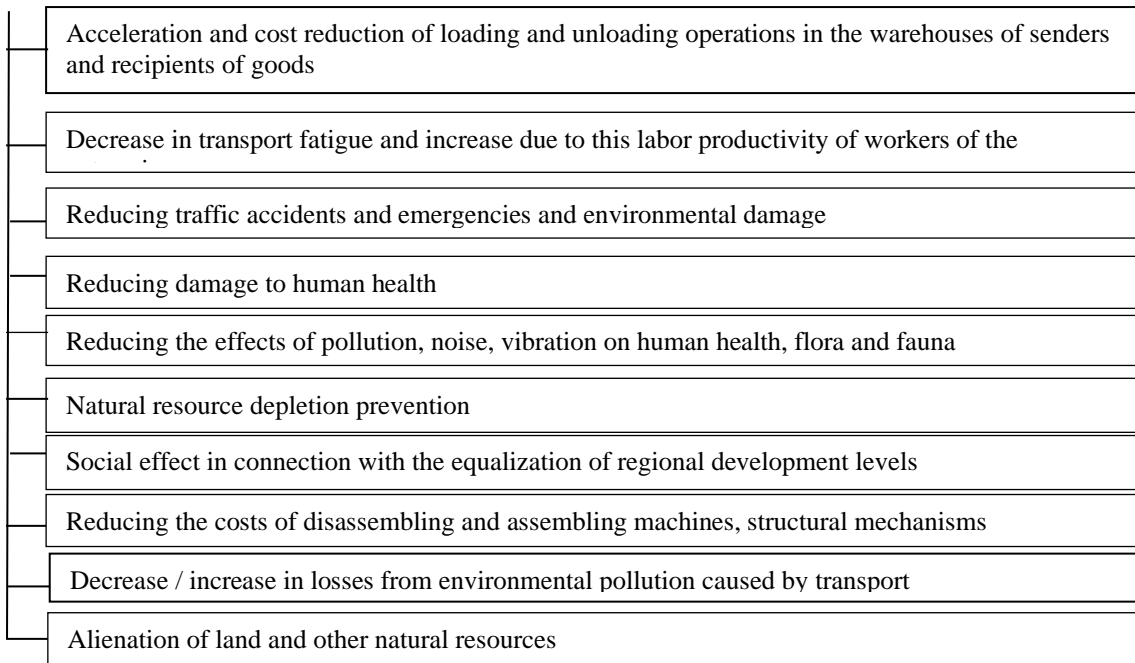 Acceleration and cost reduction of loading and unloading operations in the warehouses of senders
and recipients of goods
Decrease in transport fatigue and increase due to this labor productivity of workers of the
Reducing traffic accidents and emergencies and environmental damage
Reducing damage to human health
Reducing the effects of pollution, noise, vibration on human health, flora and fauna
Natural resource depletion prevention
Social effect in connection with the equalization of regional development levels
Reducing the costs of disassembling and assembling machines, structural mechanisms
Decrease / increase in losses from environmental pollution caused by transport
Alienation of land and other natural resources